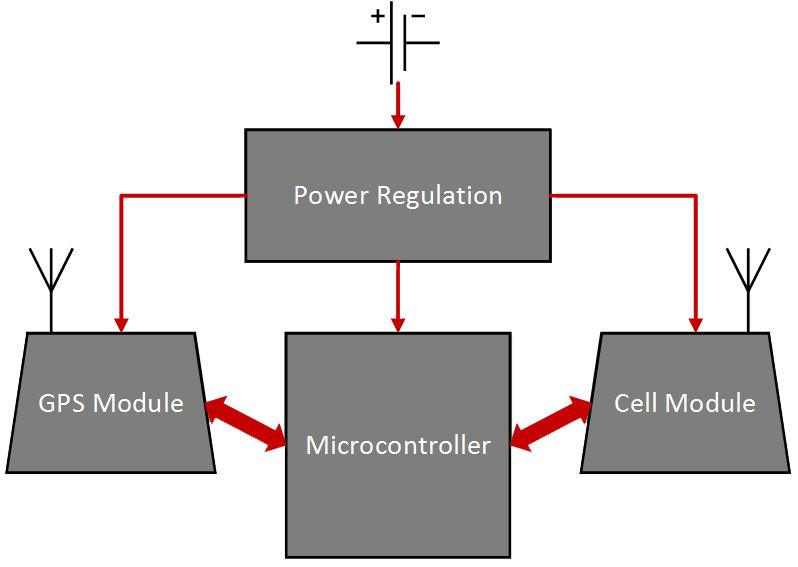 + −
Power Regulation
GPS Module
Cell Module
Microcontroller